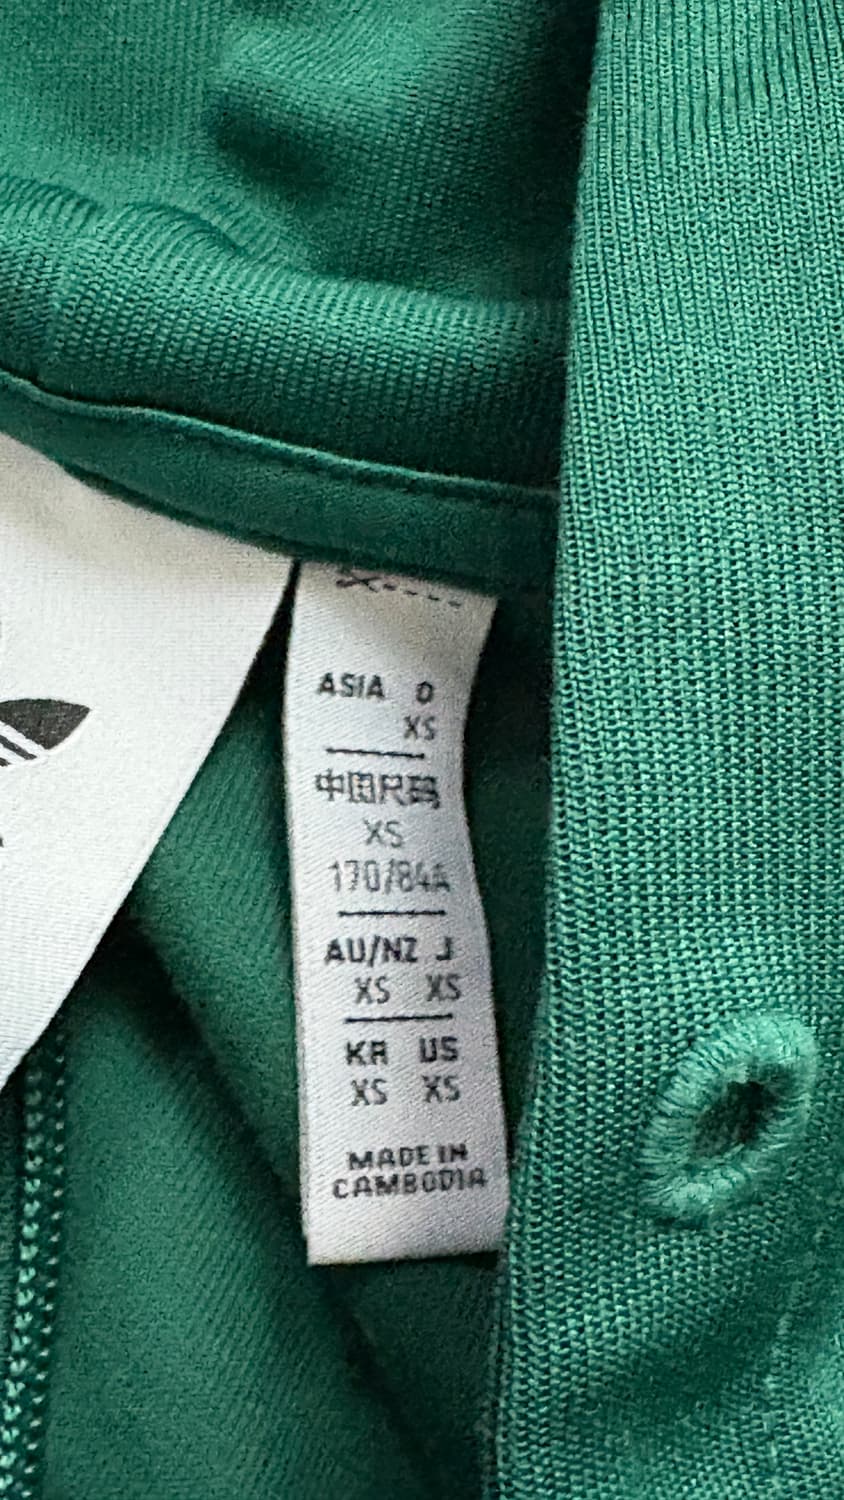 ASIA O
XS
中国尺码
XS
170/84A
AU/NZ J
XS XS
KR US
XS XS
MADE IN
CAMBODIA